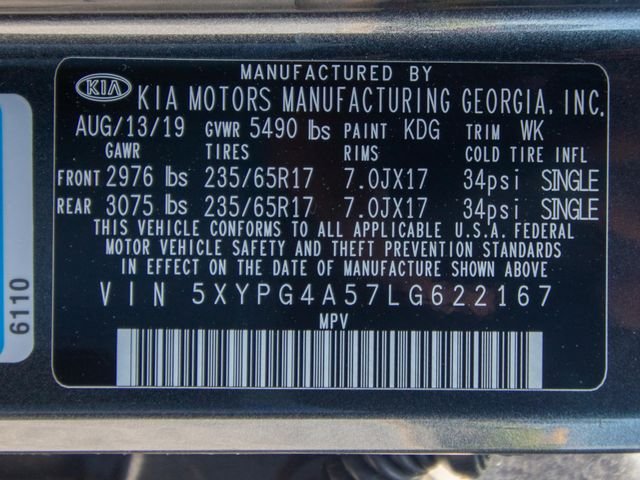 MANUFACTURED BY
KIA KIA MOTORS MANUFACTURING GEORGIA, INC.
AUG/13/19 GVWR 5490 lbs PAINT KDG TRIM WK
GAWR TIRES RIMS COLD TIRE INFL
FRONT 2976 lbs 235/65R17 7.0JX17 34psi SINGLE
REAR 3075 lbs 235/65R17 7.0JX17 34psi SINGLE
THIS VEHICLE CONFORMS TO ALL APPLICABLE U.S.A. FEDERAL
MOTOR VEHICLE SAFETY AND THEFT PREVENTION STANDARDS
IN EFFECT ON THE DATE OF MANUFACTURE SHOWN ABOVE
VIN 5XYPG4A57LG622167
MPV
6110